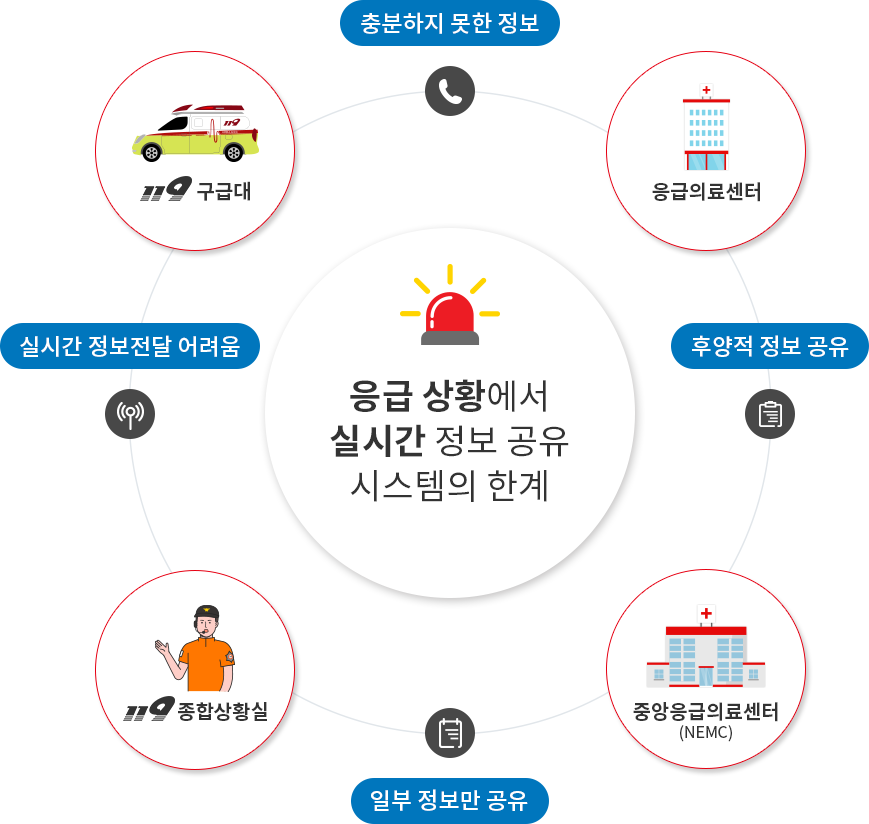 충분하지 못한 정보
119
119 구급대
응급의료센터
실시간 정보전달 어려움
후양적 정보 공유
응급 상황에서
실시간 정보 공유
시스템의 한계
119 종합상황실
중앙응급의료센터
(NEMC)
일부 정보만 공유